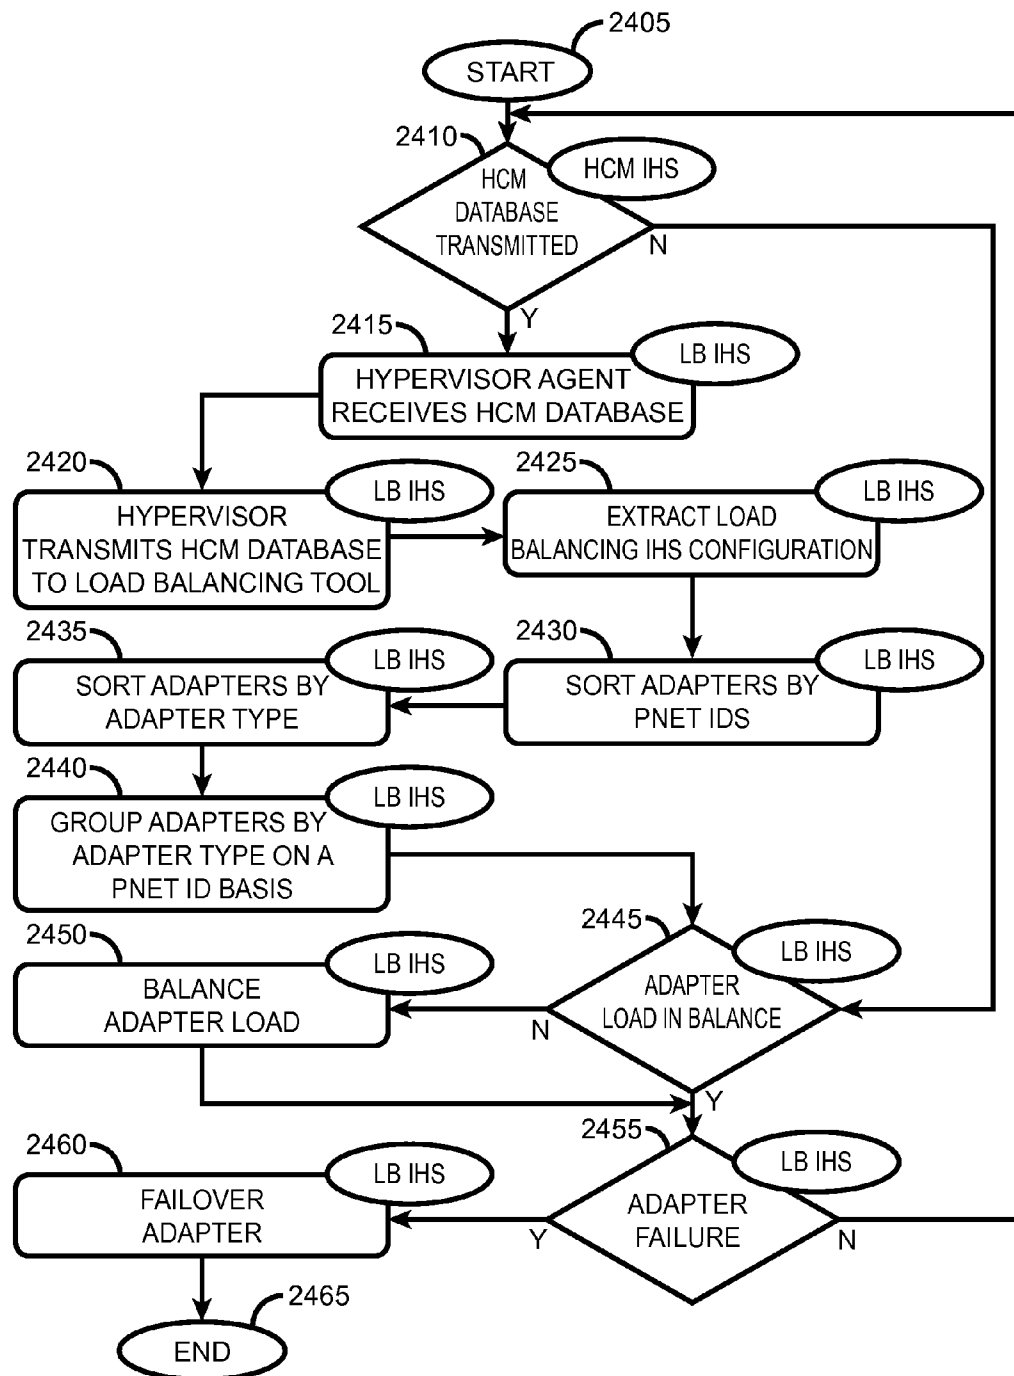 2405
START
2410
HCM IHS
HCM
DATABASE
TRANSMITTED
N
Y
2415
LB IHS
HYPERVISOR AGENT
RECEIVES HCM DATABASE
2420
LB IHS
HYPERVISOR
TRANSMITS HCM DATABASE
TO LOAD BALANCING TOOL
2425
LB IHS
EXTRACT LOAD
BALANCING IHS CONFIGURATION
2435
LB IHS
SORT ADAPTERS BY
ADAPTER TYPE
2430
LB IHS
SORT ADAPTERS BY
PNET IDS
2440
LB IHS
GROUP ADAPTERS BY
ADAPTER TYPE ON A
PNET ID BASIS
2450
LB IHS
BALANCE
ADAPTER LOAD
2445
LB IHS
ADAPTER
LOAD IN BALANCE
N
Y
2460
LB IHS
FAILOVER
ADAPTER
2455
LB IHS
ADAPTER
FAILURE
Y
N
2465
END